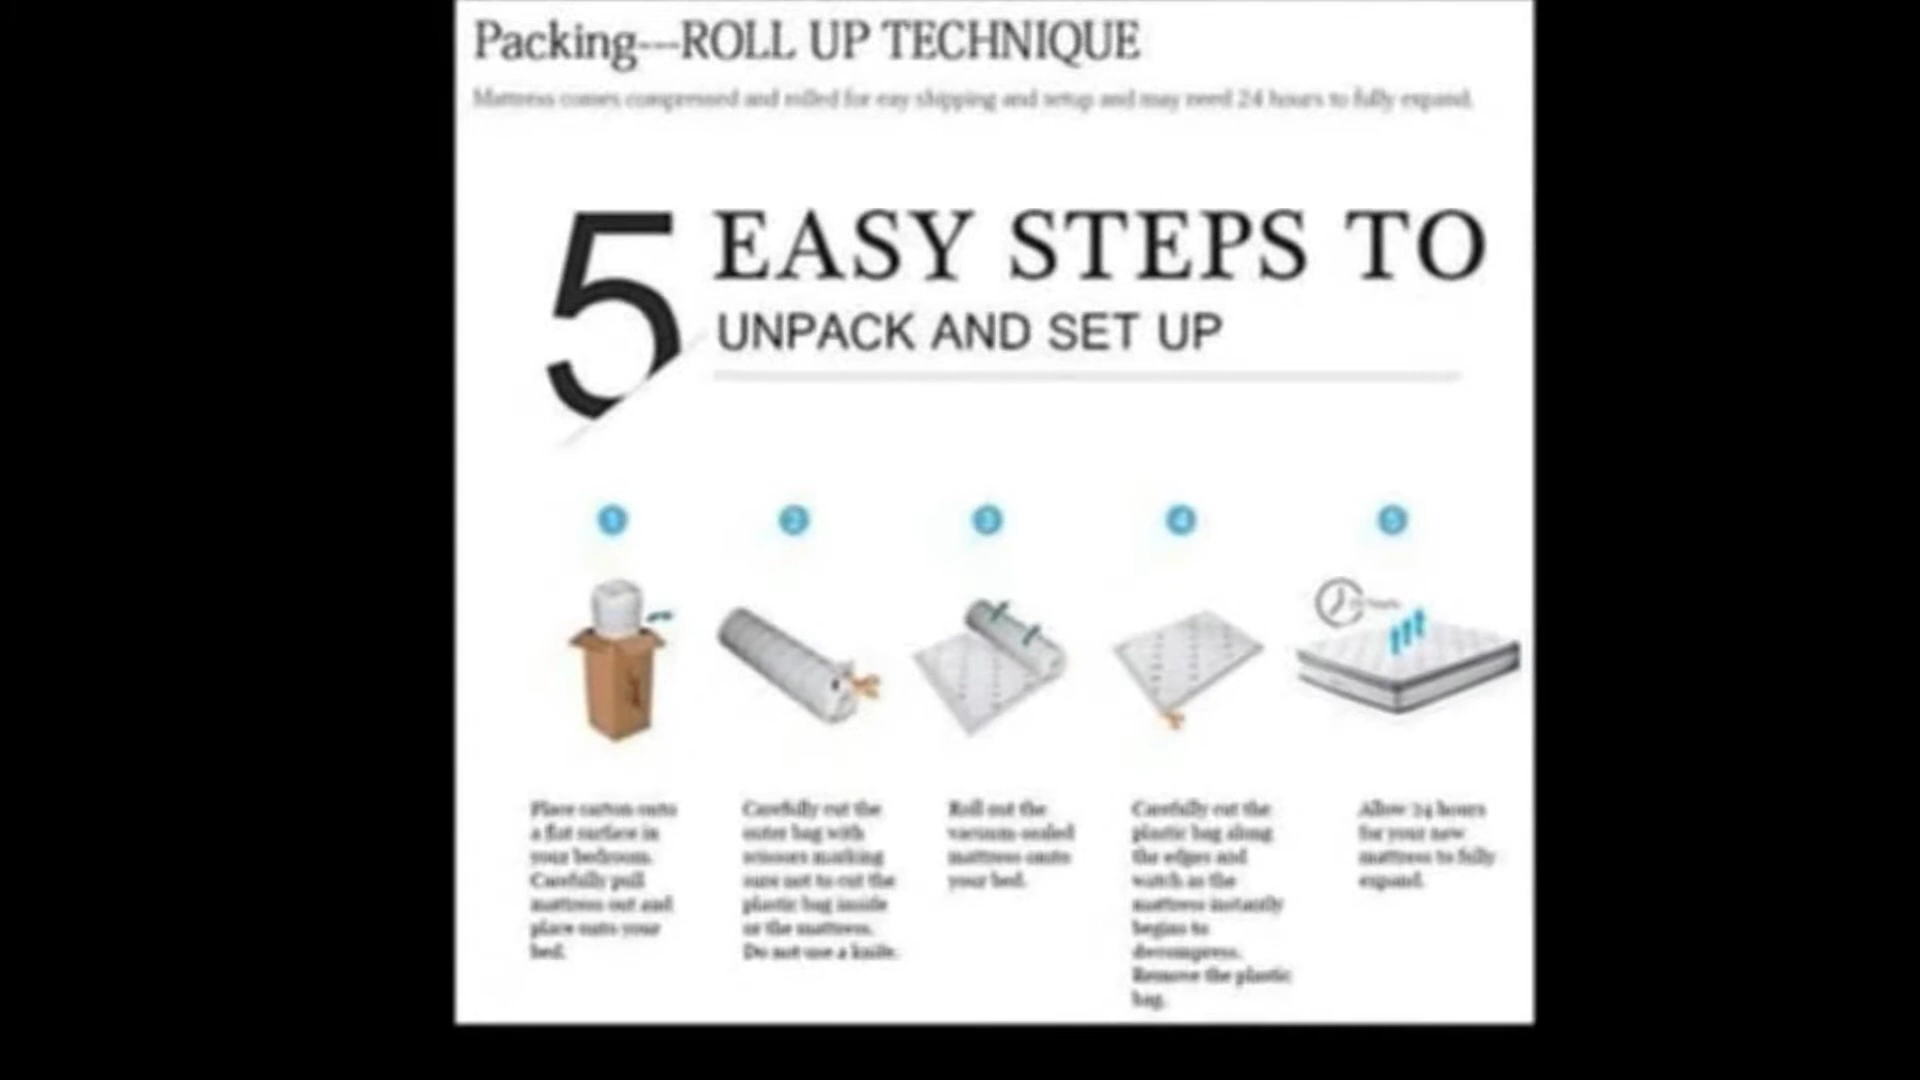 Packing---ROLL UP TECHNIQUE
Mattress comes compressed and rolled for eay shipping and setup and may need 24 hours to fully expand.
5 EASY STEPS TO
UNPACK AND SET UP
1
2
3
4
5
Place carton onto
a flat surface in
your bedroom.
Carefully pull
mattress out and
place onto your
bed.
Carefully cut the
outer bag with
scissors making
sure not to cut the
plastic bag inside
or the mattress.
Do not use a knife.
Roll out the
vacuum-sealed
mattress onto
your bed.
Carefully cut the
plastic bag along
the edges and
watch as the
mattress instantly
begins to
decompress.
Remove the plastic
bag.
Allow 24 hours
for your new
mattress to fully
expand.